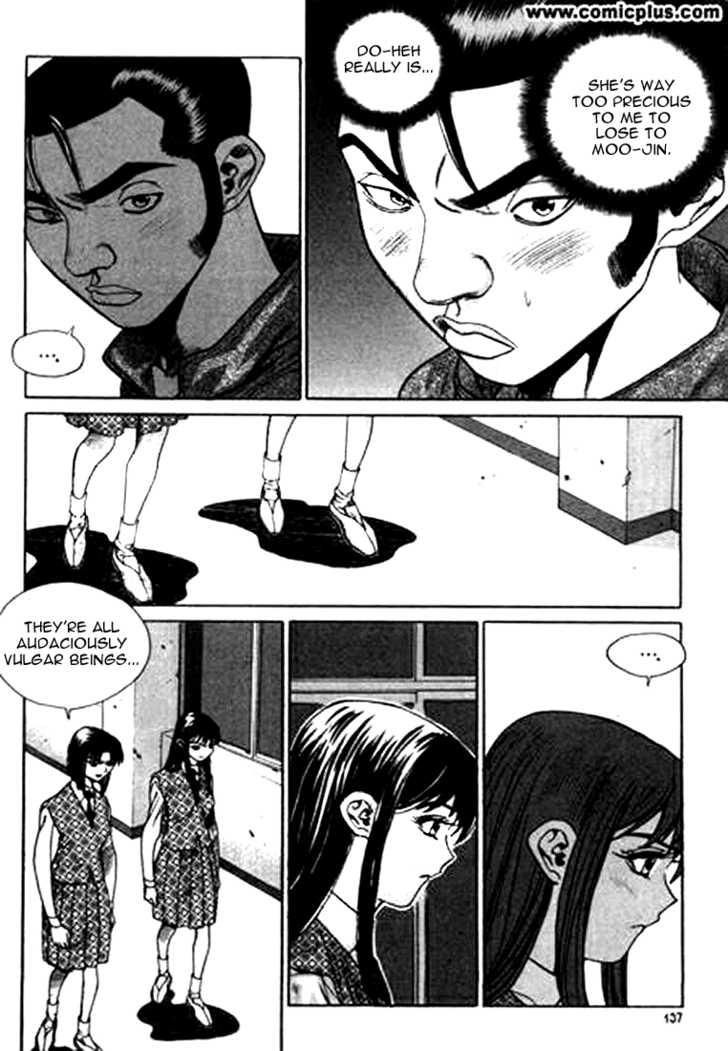 www.comicplus.com
DO-HEH
REALLY IS...
SHE'S WAY
TOO PRECIOUS
TO ME TO
LOSE TO
MOO-JIN.
...
THEY'RE ALL
AUDACIOUSLY
VULGAR BEINGS...
...
137